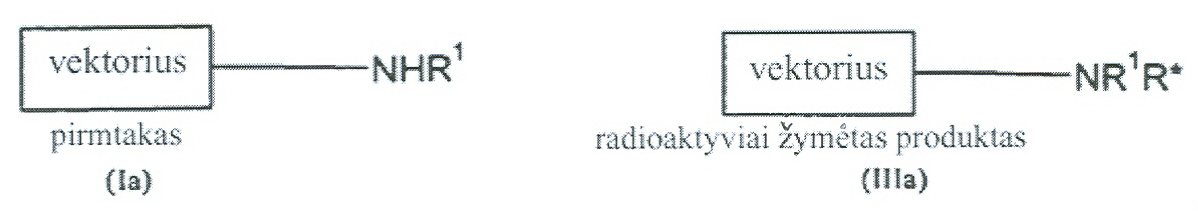 vektorius NHR¹ vektorius NR¹R*
pirmtakas radioaktyviai žymėtas produktas
(Ia) (IIIa)